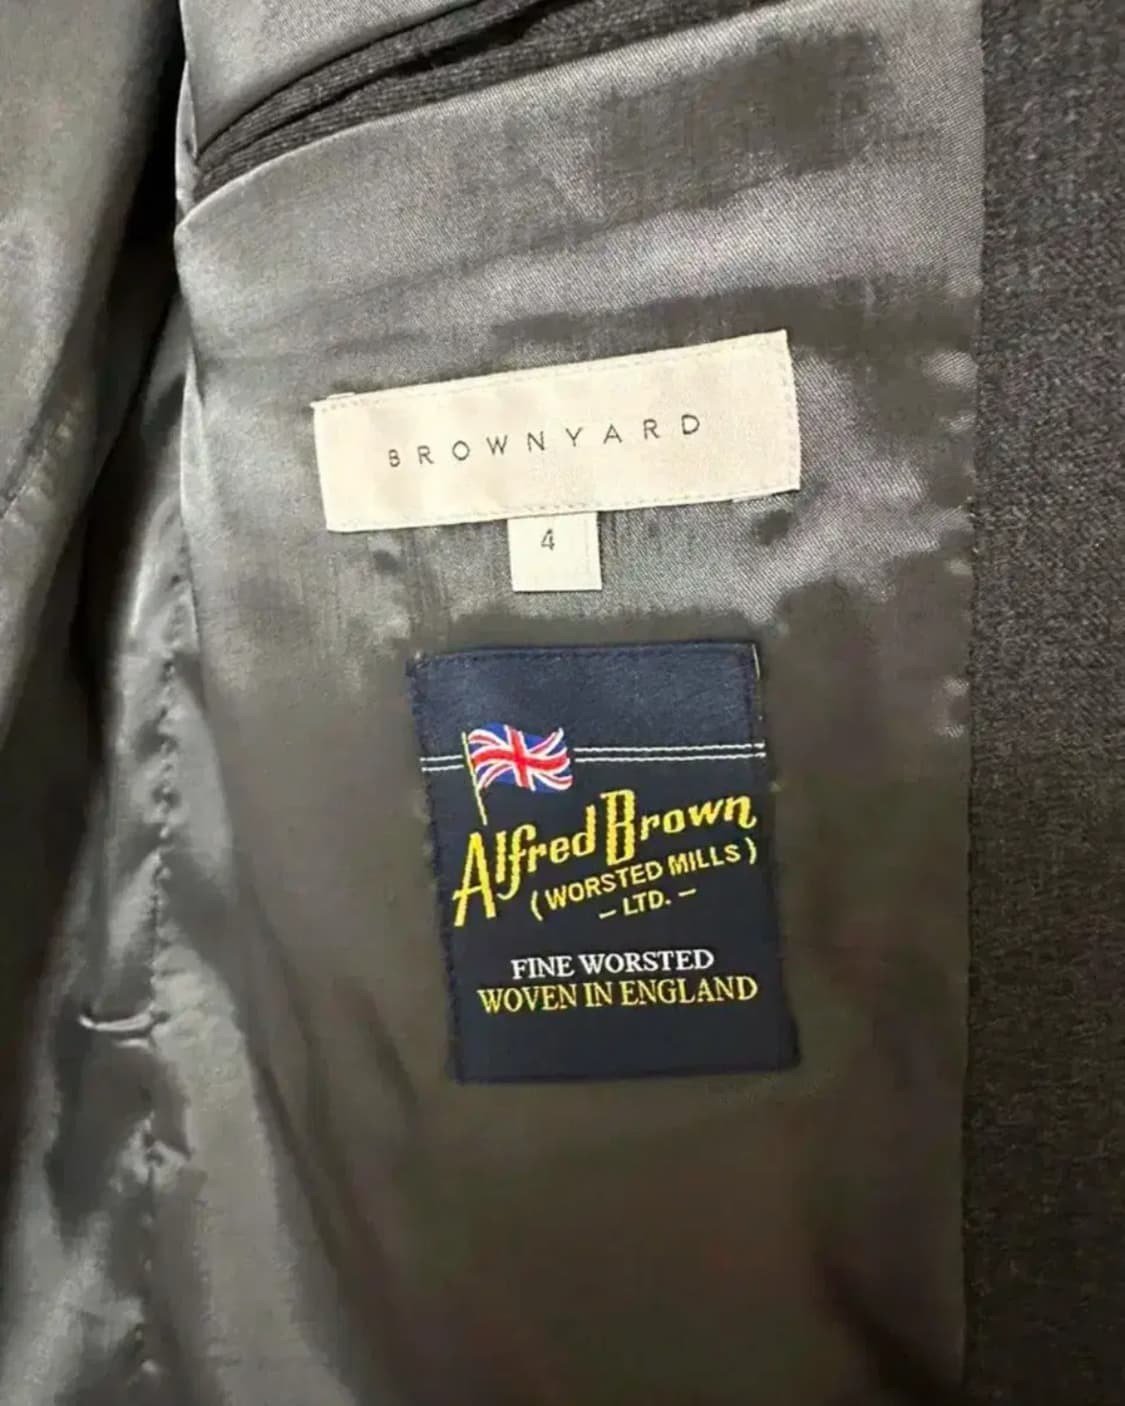 BROWNYARD
4
Alfred Brown
(WORSTED MILLS)
- LTD. -
FINE WORSTED
WOVEN IN ENGLAND